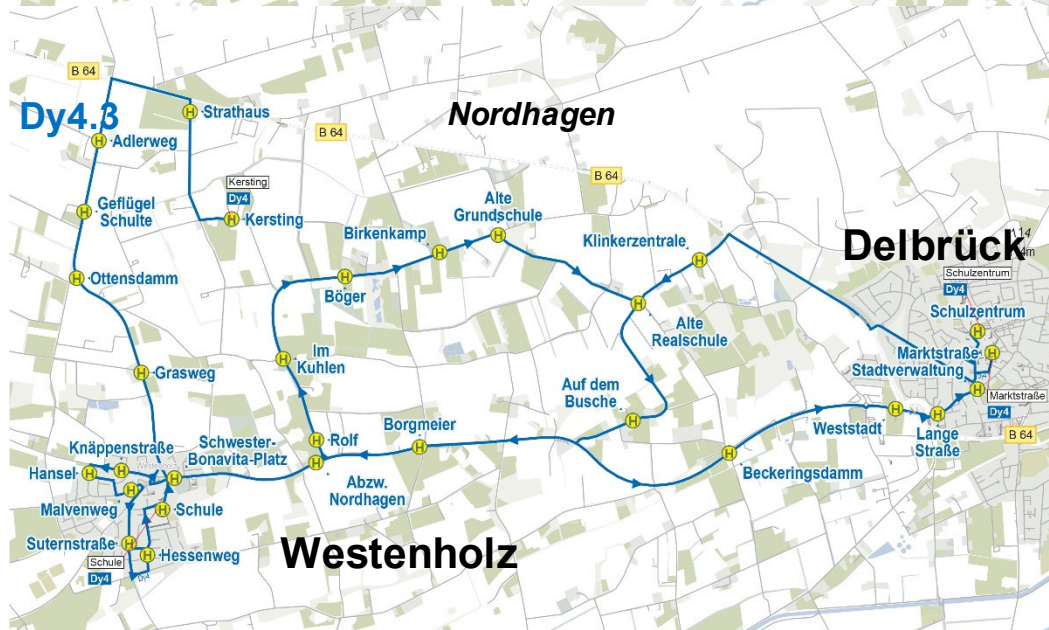 B 64
Dy4.3
Strathaus
Nordhagen
B 64
Adlerweg
B 64
Kersting
Dy4
Geflügel
Schulte
Kersting
Alte
Grundschule
Birkenkamp
Klinkerzentrale
Delbrück
Schulzentrum
Dy4
Ottensdamm
Böger
Schulzentrum
Alte
Realschule
Im
Kuhlen
Marktstraße
Stadtverwaltung
Grasweg
Auf dem
Busche
Marktstraße
Dy4
Borgmeier
Weststadt
Lange
Straße
B 64
Knäppenstraße
Schwester-
Bonavita-Platz
Rolf
Hansel
Abzw.
Nordhagen
Beckeringsdamm
Malvenweg
Schule
Suternstraße
Westenholz
Hessenweg
Schule
Dy4
Dy4